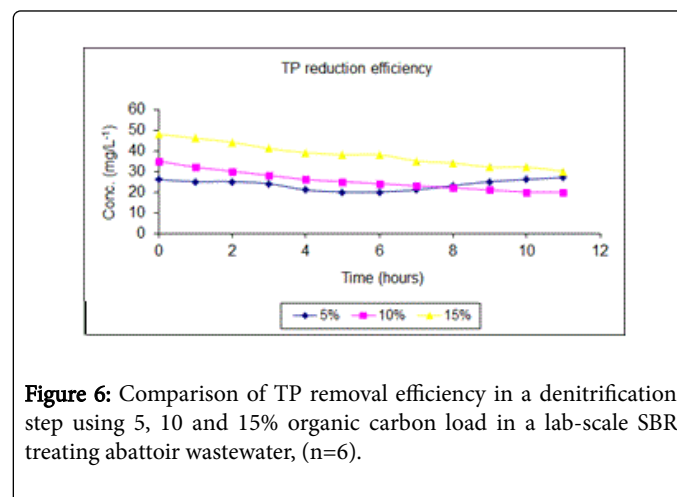 TP reduction efficiency
60
50
40
30
20
10
0
Conc. (mg/L-1)
0 2 4 6 8 10 12
Time (hours)
5% 10% 15%
Figure 6: Comparison of TP removal efficiency in a denitrification
step using 5, 10 and 15% organic carbon load in a lab-scale SBR
treating abattoir wastewater, (n=6).